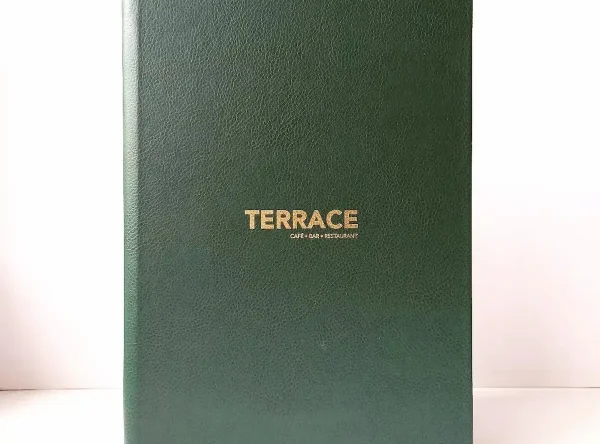 TERRACE
CAFÉ • BAR • RESTAURANT